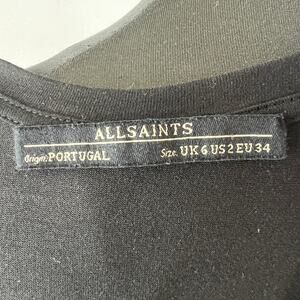 ALLSAINTS
Origin: PORTUGAL Size: UK 6 US 2 EU 34